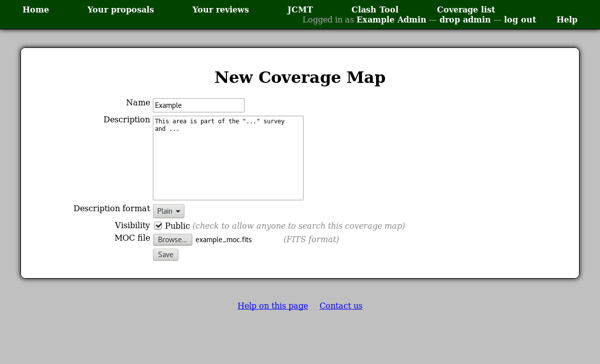 Home Your proposals Your reviews JCMT Clash Tool Coverage list
Logged in as Example Admin — drop admin — log out Help
New Coverage Map
Name Example
Description This area is part of the "..." survey
and ...
Description format Plain
Visibility Public (check to allow anyone to search this coverage map)
MOC file Browse... example_moc.fits (FITS format)
Save
Help on this page Contact us